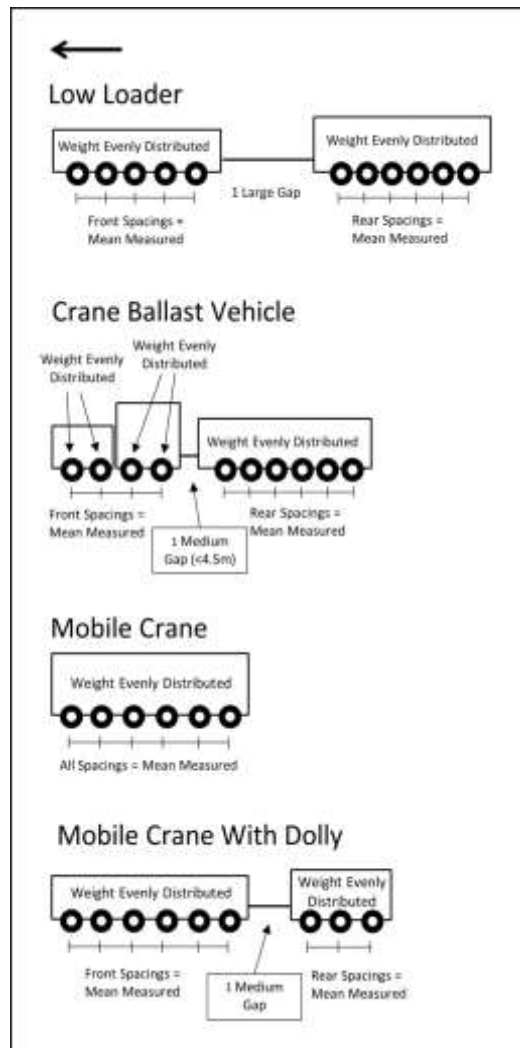 Low Loader
Weight Evenly Distributed
Weight Evenly Distributed
1 Large Gap
Front Spacings =
Mean Measured
Rear Spacings =
Mean Measured
Crane Ballast Vehicle
Weight Evenly
Distributed
Weight Evenly
Distributed
Weight Evenly Distributed
Front Spacings =
Mean Measured
Rear Spacings =
Mean Measured
1 Medium
Gap (<4.5m)
Mobile Crane
Weight Evenly Distributed
All Spacings = Mean Measured
Mobile Crane With Dolly
Weight Evenly Distributed
Weight Evenly
Distributed
Front Spacings =
Mean Measured
1 Medium
Gap
Rear Spacings =
Mean Measured